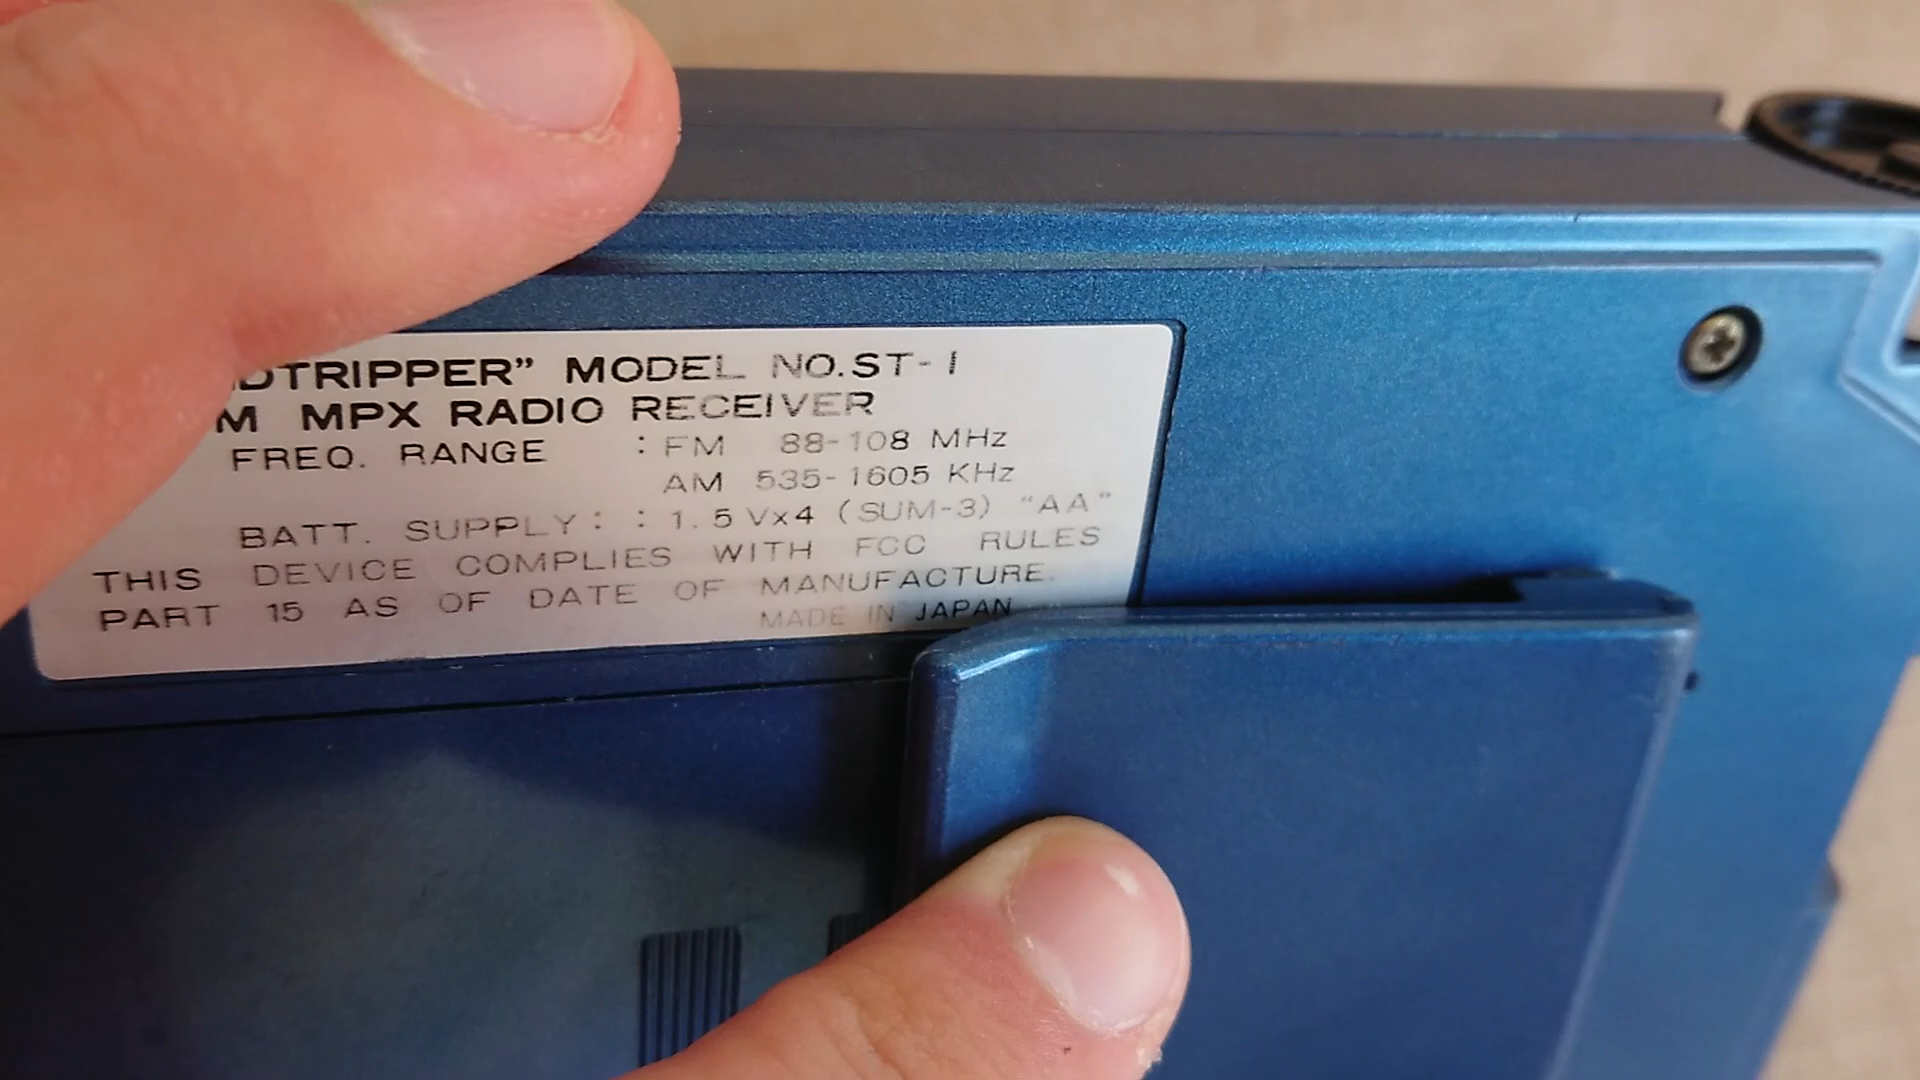 DTRIPPER” MODEL NO. ST-1
M MPX RADIO RECEIVER
FREQ. RANGE : FM 88-108 MHz
AM 535-1605 KHz
BATT. SUPPLY: : 1.5 Vx4 (SUM-3) “AA”
THIS DEVICE COMPLIES WITH FCC RULES
PART 15 AS OF DATE OF MANUFACTURE.
MADE IN JAPAN